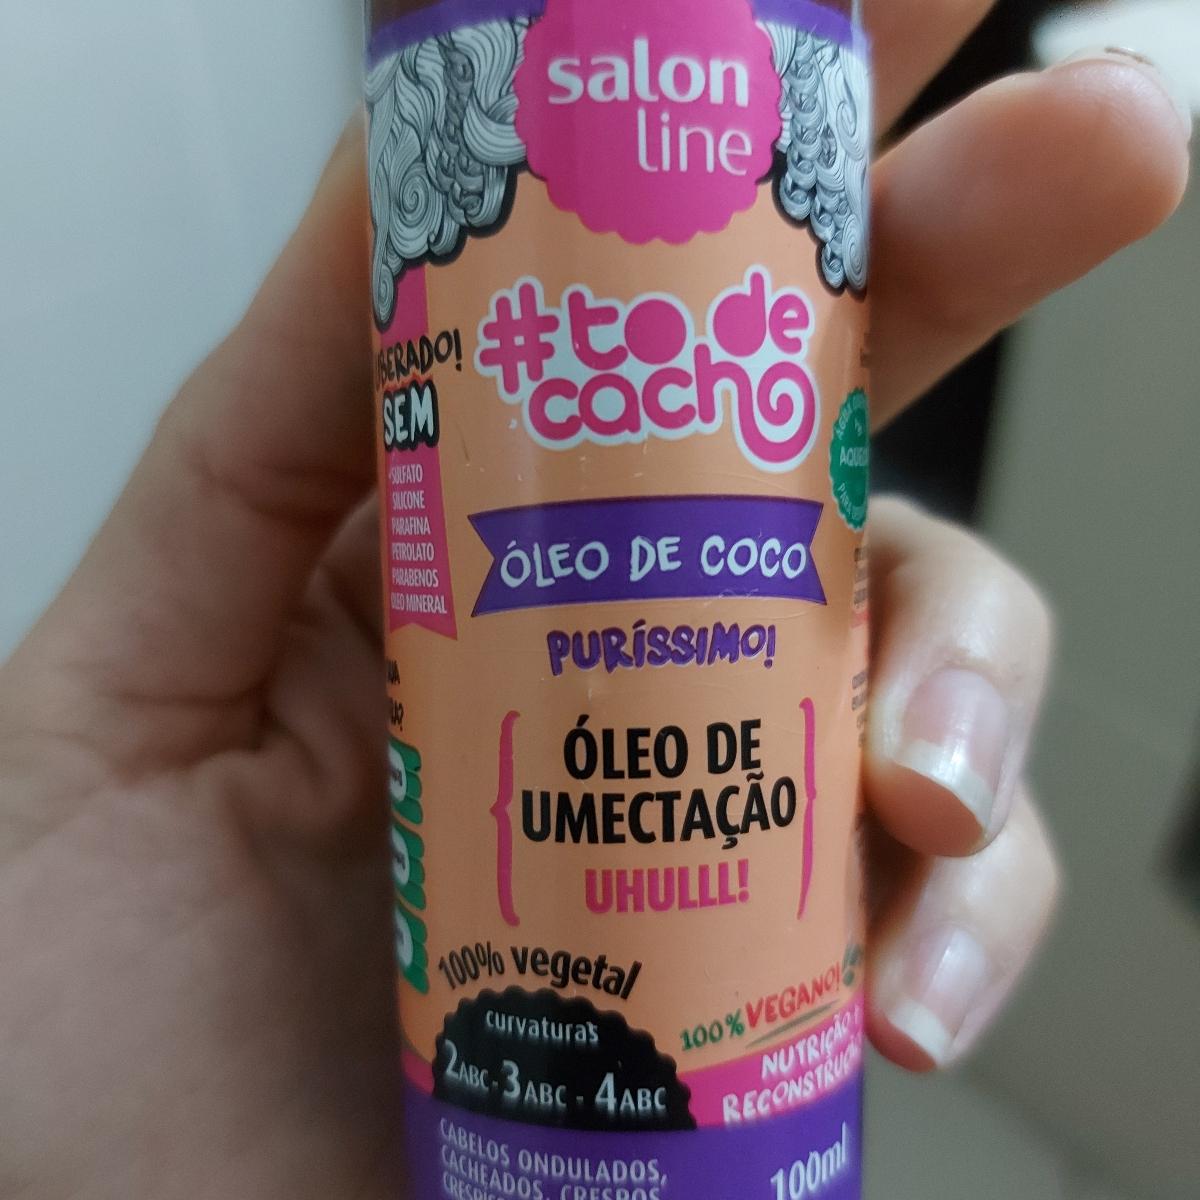 salon
line
#to de
cacho
LIBERADO!
SEM
SULFATO
SILICONE
PARAFINA
PETROLATO
PARABENOS
ÓLEO MINERAL
ÓLEO DE COCO
PURÍSSIMO!
ÓLEO DE
UMECTAÇÃO
UHULLL!
100% vegetal
curvaturas
2ABC - 3ABC - 4ABC
100% VEGANO!
NUTRIÇÃO +
RECONSTRUÇÃO
CABELOS ONDULADOS,
CACHEADOS, CRESPOS
100ml